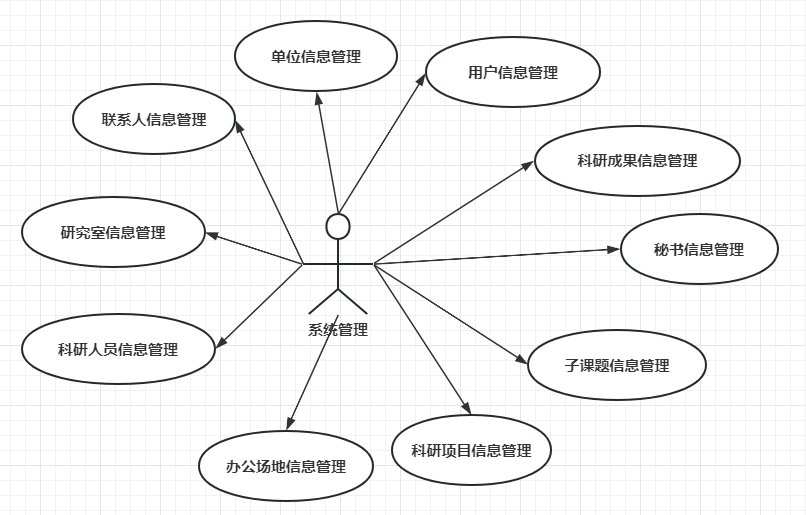 单位信息管理
用户信息管理
联系人信息管理
科研成果信息管理
研究室信息管理
秘书信息管理
系统管理
科研人员信息管理
子课题信息管理
办公场地信息管理
科研项目信息管理